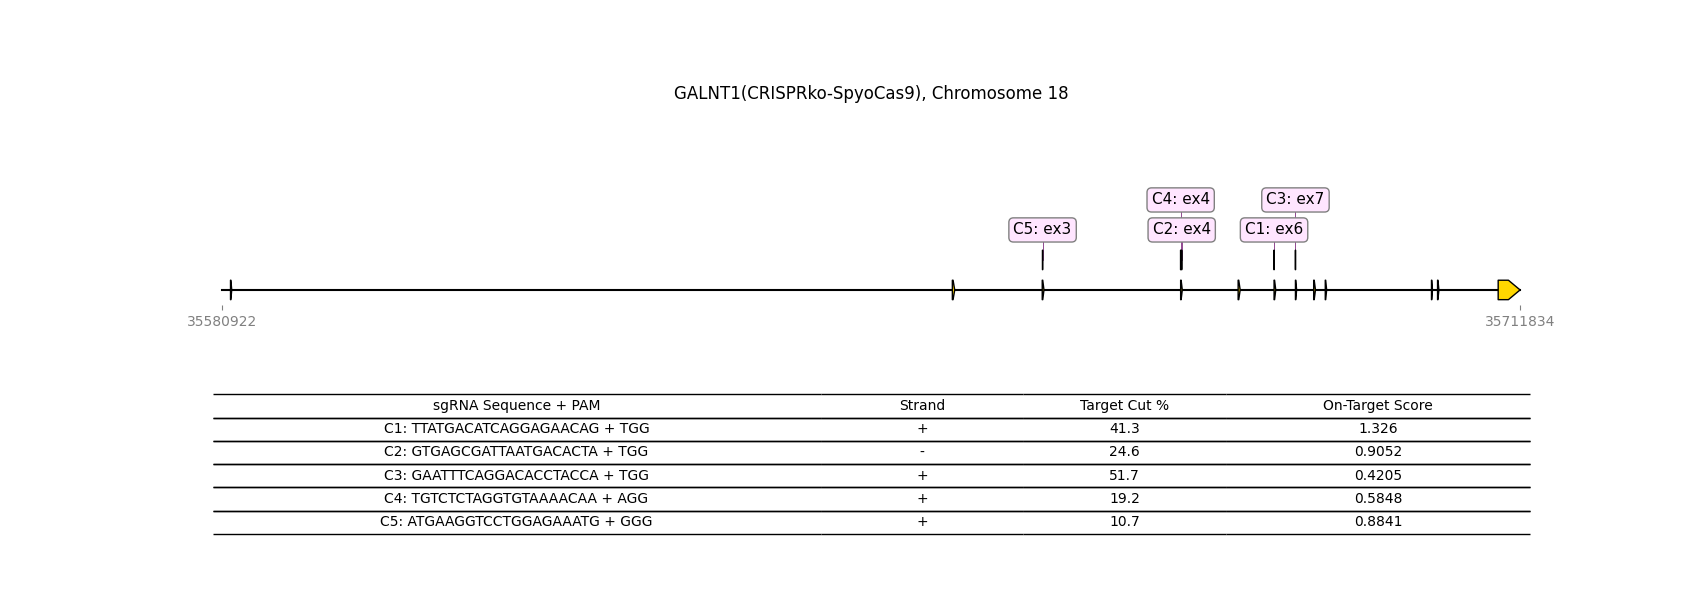 GALNT1(CRISPRko-SpyoCas9), Chromosome 18
C4: ex4 C3: ex7
C5: ex3 C2: ex4 C1: ex6
35580922 35711834
sgRNA Sequence + PAM Strand Target Cut % On-Target Score
C1: TTATGACATCAGGAGAACAG + TGG + 41.3 1.326
C2: GTGAGCGATTAATGACACTA + TGG - 24.6 0.9052
C3: GAATTTCAGGACACCTACCA + TGG + 51.7 0.4205
C4: TGTCTCTAGGTGTAAAACAA + AGG + 19.2 0.5848
C5: ATGAAGGTCCTGGAGAAATG + GGG + 10.7 0.8841